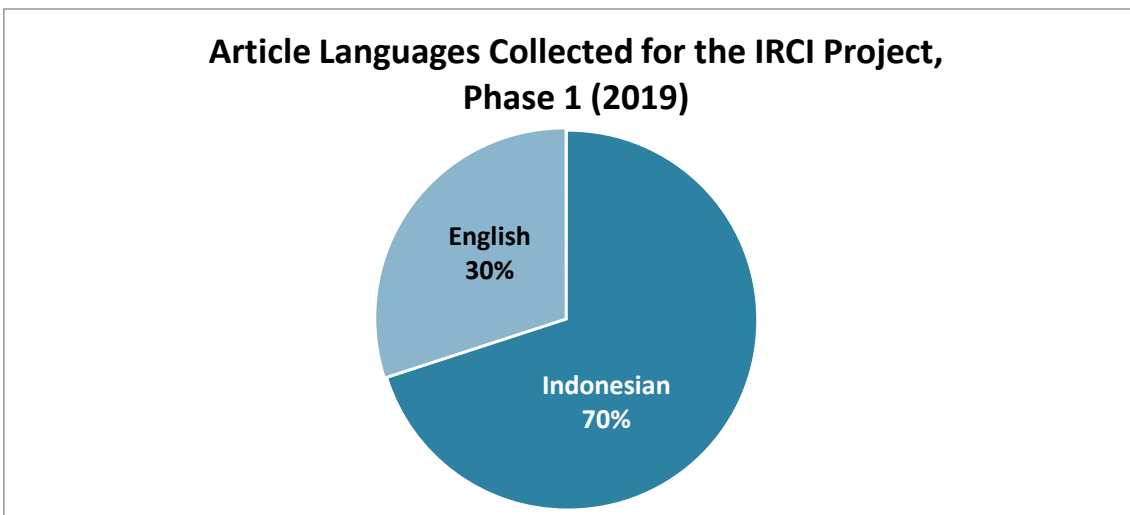 Article Languages Collected for the IRCI Project,
Phase 1 (2019)
English
30%
Indonesian
70%